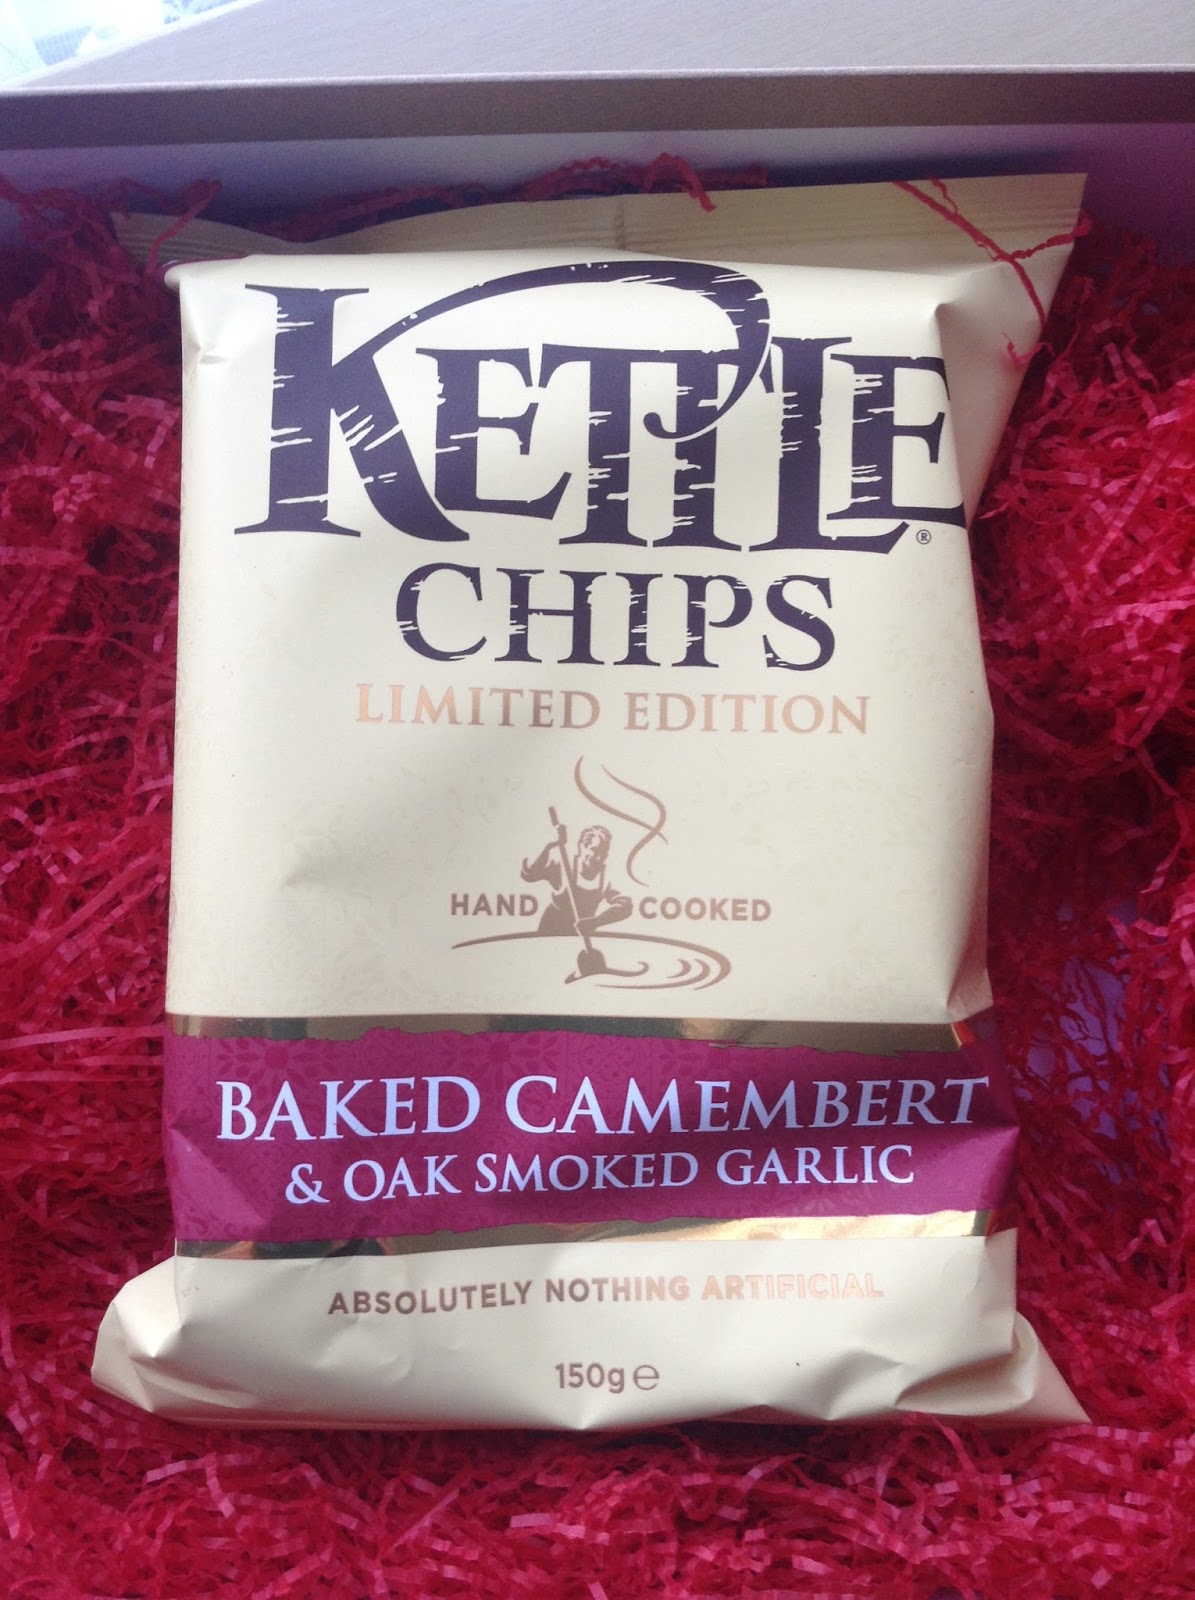 KETTLE®
CHIPS
LIMITED EDITION
HAND COOKED
BAKED CAMEMBERT
& OAK SMOKED GARLIC
ABSOLUTELY NOTHING ARTIFICIAL
150g ℮